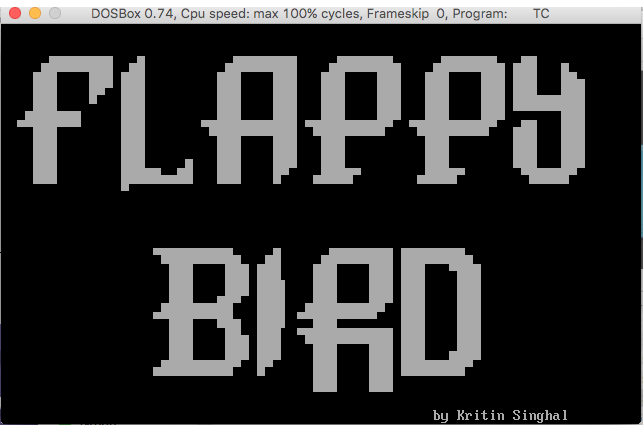 DOSBox 0.74, Cpu speed: max 100% cycles, Frameskip 0, Program: TC
FLAPPY
BIRD
by Kritin Singhal